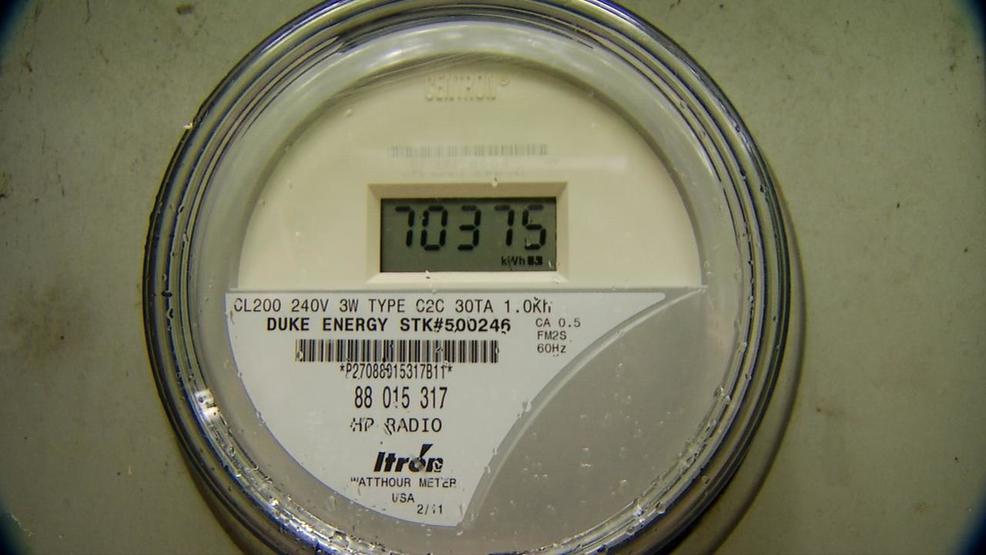 CENTRON
70375
kWh
CL200 240V 3W TYPE C2C 30TA 1.0Kh
DUKE ENERGY STK#500246
CA 0.5
FM2S
60Hz
*P27088015317B11*
88 015 317
HP RADIO
Itron
WATTHOUR METER
USA
2/11